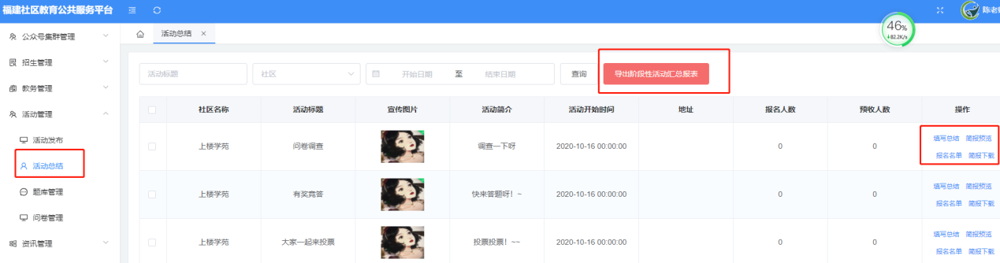 福建社区教育公共服务平台
陈老
46%
↓82.2K/s
公众号集群管理
招生管理
教务管理
活动管理
活动发布
活动总结
题库管理
问卷管理
资讯管理
活动总结 ×
活动标题 社区 开始日期 至 结束日期 查询 导出阶段性活动汇总报表
社区名称 活动标题 宣传图片 活动简介 活动开始时间 地址 报名人数 预收人数 操作
上楼学苑 问卷调查 调查一下呀 2020-10-16 00:00:00 0 0 填写总结 简报预览
报名名单 简报下载
上楼学苑 有奖竞答 快来答题呀！~ 2020-10-16 00:00:00 0 0 填写总结 简报预览
报名名单 简报下载
上楼学苑 大家一起来投票 投票投票！~~ 2020-10-16 00:00:00 0 0 填写总结 简报预览
报名名单 简报下载